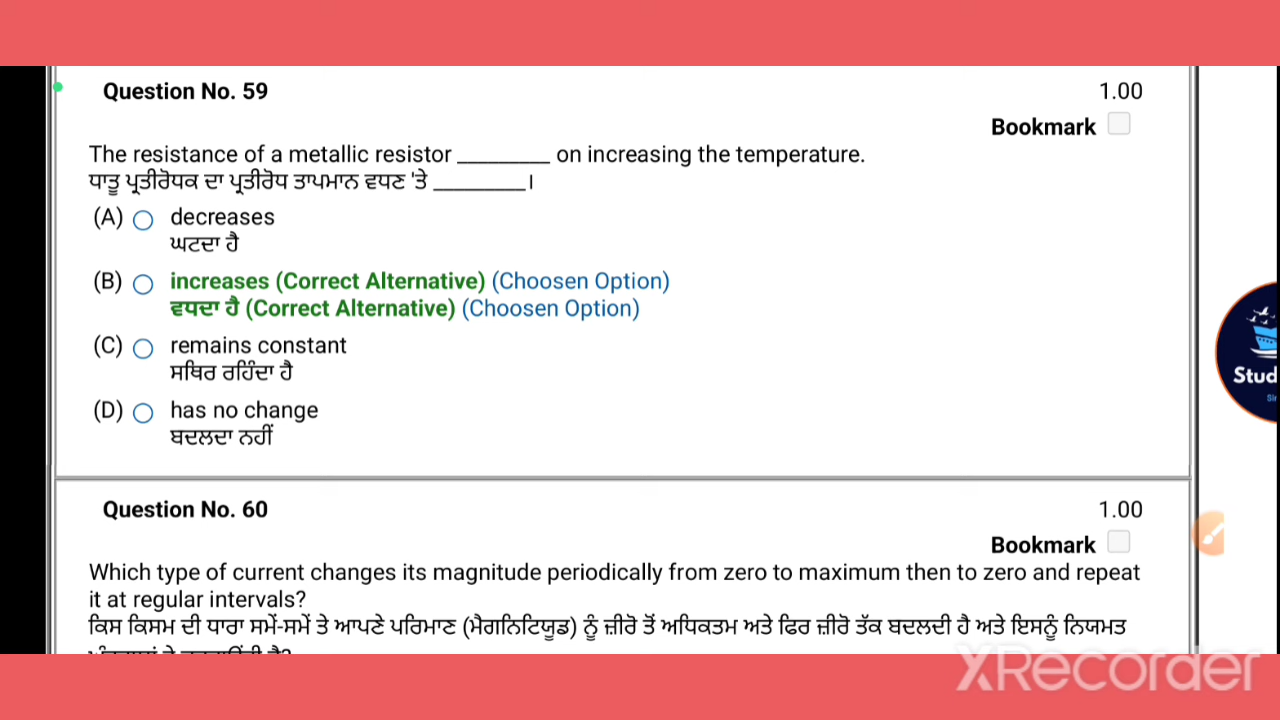 Question No. 59 1.00
Bookmark
The resistance of a metallic resistor ________ on increasing the temperature.
ਧਾਤੂ ਪ੍ਰਤੀਰੋਧਕ ਦਾ ਪ੍ਰਤੀਰੋਧ ਤਾਪਮਾਨ ਵਧਣ 'ਤੇ ________।
(A) decreases
ਘਟਦਾ ਹੈ
(B) increases (Correct Alternative) (Choosen Option)
ਵਧਦਾ ਹੈ (Correct Alternative) (Choosen Option)
(C) remains constant
ਸਥਿਰ ਰਹਿੰਦਾ ਹੈ
(D) has no change
ਬਦਲਦਾ ਨਹੀਂ
Stud
Question No. 60 1.00
Bookmark
Which type of current changes its magnitude periodically from zero to maximum then to zero and repeat
it at regular intervals?
ਕਿਸ ਕਿਸਮ ਦੀ ਧਾਰਾ ਸਮੇਂ-ਸਮੇਂ ਤੇ ਆਪਣੇ ਪਰਿਮਾਣ (ਮੈਗਨਿਟਿਯੂਡ) ਨੂੰ ਜ਼ੀਰੋ ਤੋਂ ਅਧਿਕਤਮ ਅਤੇ ਫਿਰ ਜ਼ੀਰੋ ਤੱਕ ਬਦਲਦੀ ਹੈ ਅਤੇ ਇਸਨੂੰ ਨਿਯਮਤ
XRecorder